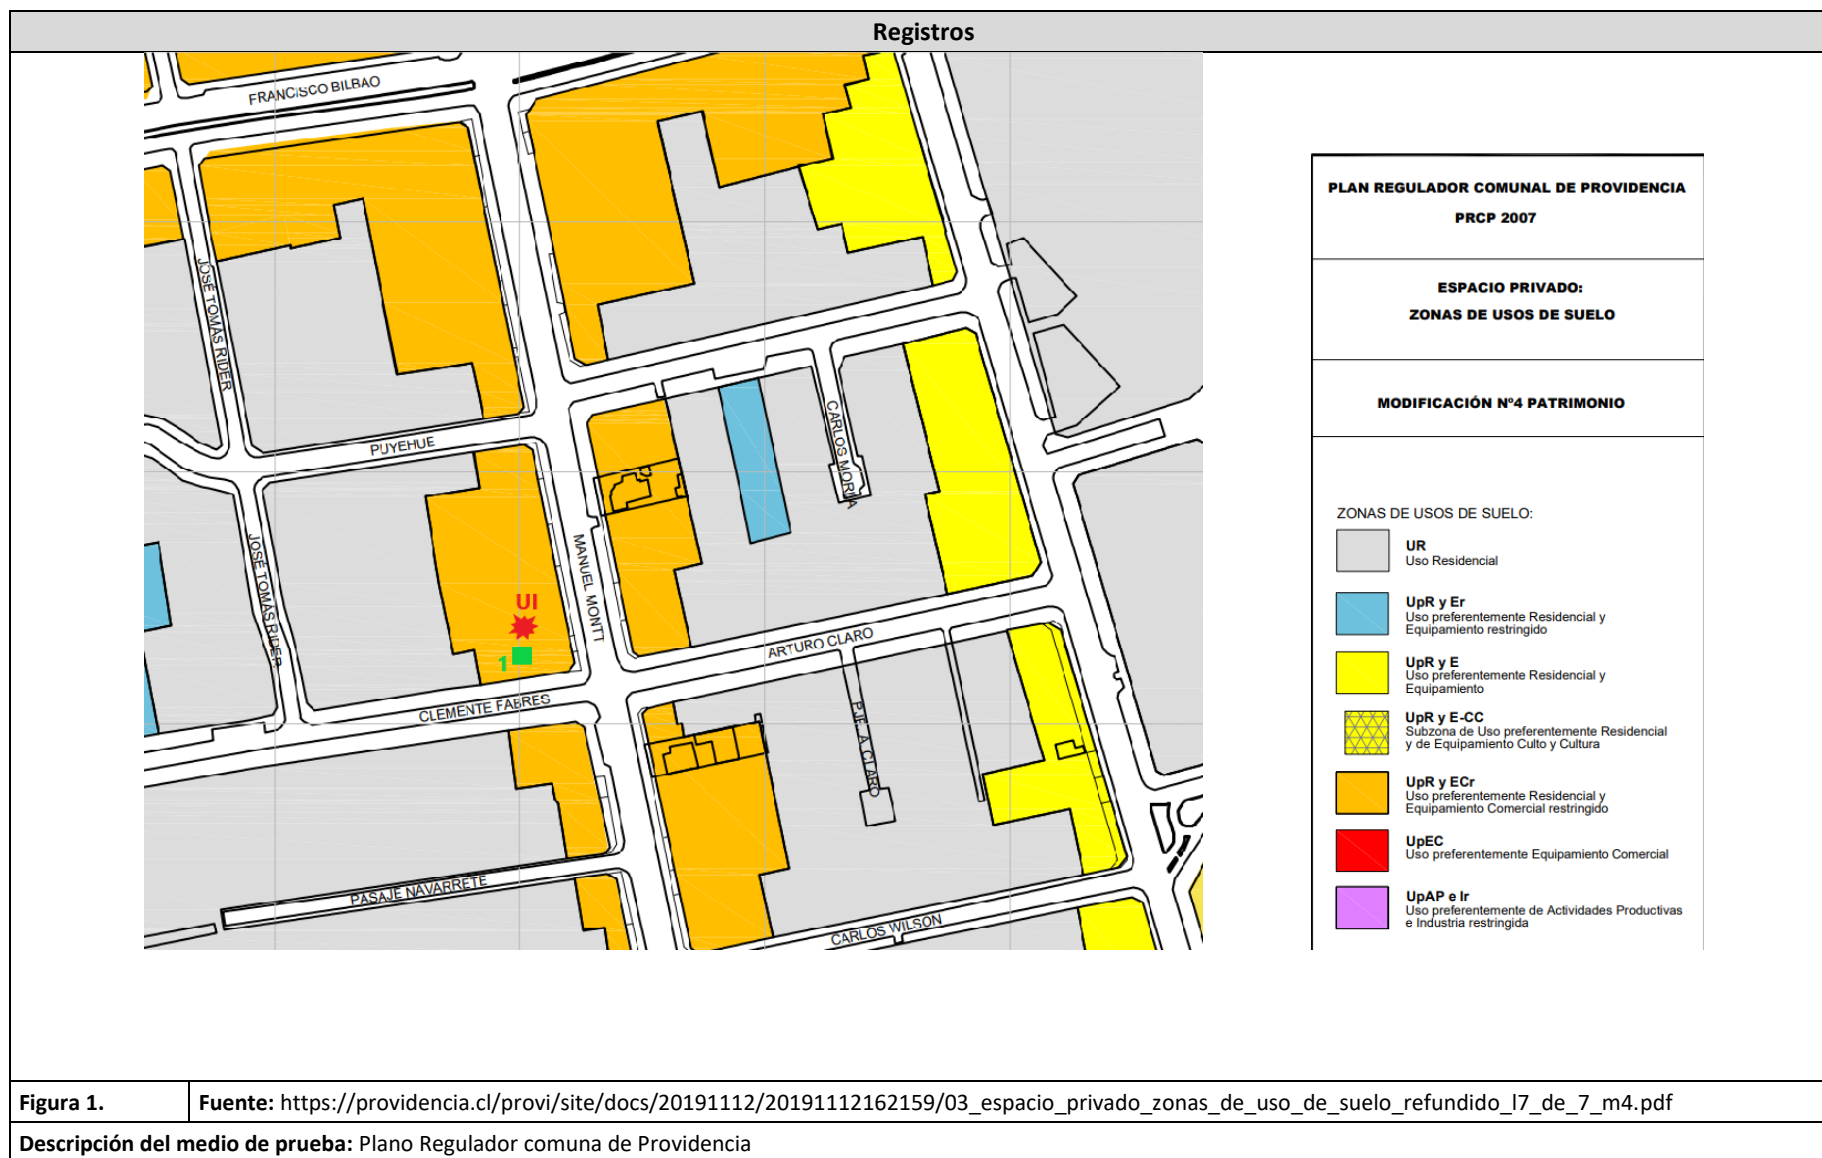 Registros
FRANCISCO BILBAO
JOSÉ TOMÁS RIDER
PUYEHUE
CARLOS MORLA
MANUEL MONTT
JOSÉ TOMÁS RIDER
UI
1
ARTURO CLARO
CLEMENTE FABRES
PJE. A CLARO
PASAJE NAVARRETE
CARLOS WILSON
PLAN REGULADOR COMUNAL DE PROVIDENCIA
PRCP 2007
ESPACIO PRIVADO:
ZONAS DE USOS DE SUELO
MODIFICACIÓN Nº4 PATRIMONIO
ZONAS DE USOS DE SUELO:
UR
Uso Residencial
UpR y Er
Uso preferentemente Residencial y
Equipamiento restringido
UpR y E
Uso preferentemente Residencial y
Equipamiento
UpR y E-CC
Subzona de Uso preferentemente Residencial
y de Equipamiento Culto y Cultura
UpR y ECr
Uso preferentemente Residencial y
Equipamiento Comercial restringido
UpEC
Uso preferentemente Equipamiento Comercial
UpAP e Ir
Uso preferentemente de Actividades Productivas
e Industria restringida
Figura 1.
Fuente: https://providencia.cl/provi/site/docs/20191112/20191112162159/03_espacio_privado_zonas_de_uso_de_suelo_refundido_l7_de_7_m4.pdf
Descripción del medio de prueba: Plano Regulador comuna de Providencia